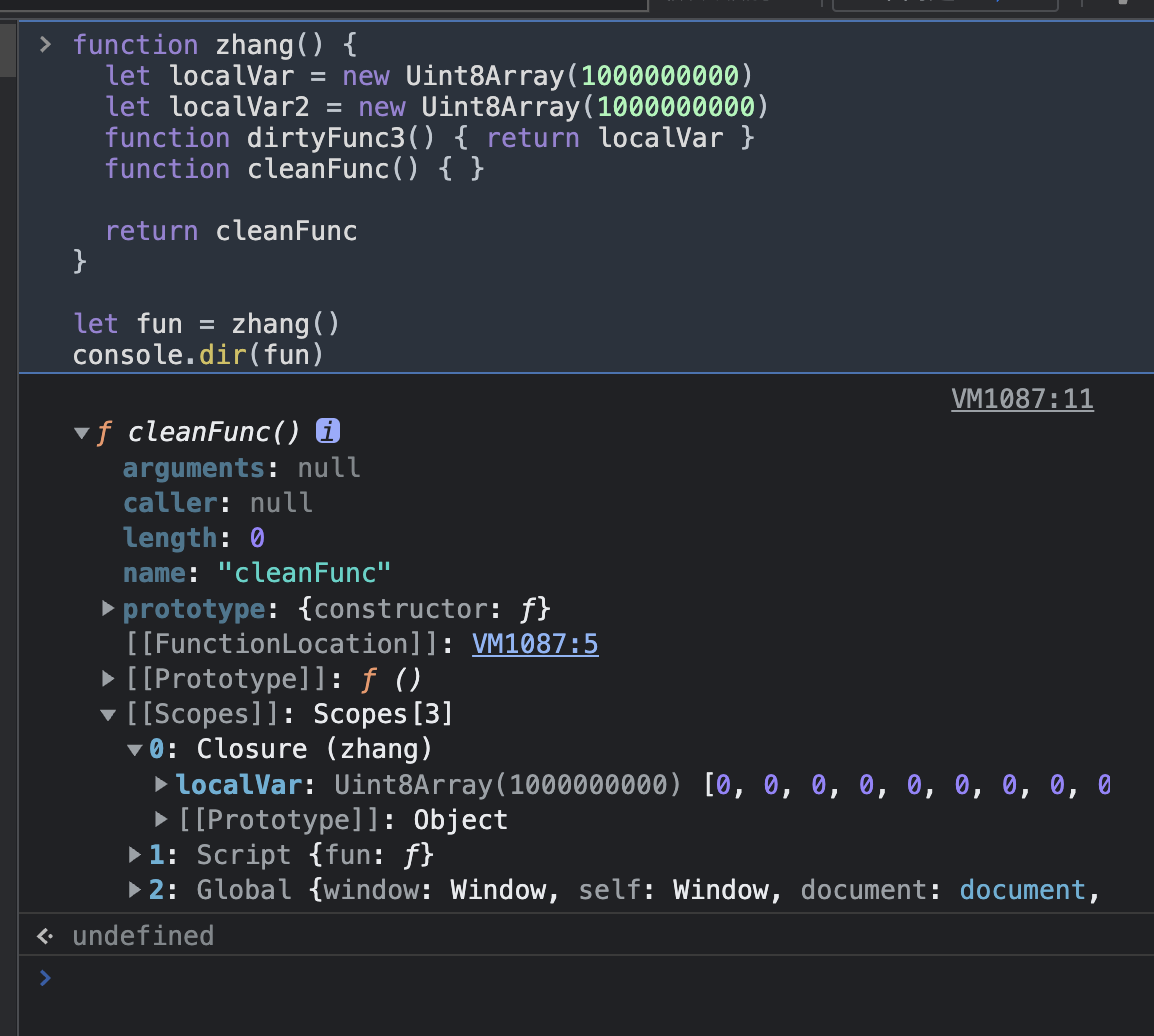 > function zhang() {
let localVar = new Uint8Array(1000000000)
let localVar2 = new Uint8Array(1000000000)
function dirtyFunc3() { return localVar }
function cleanFunc() { }
return cleanFunc
}
let fun = zhang()
console.dir(fun)
VM1087:11
▼ƒ cleanFunc() i
arguments: null
caller: null
length: 0
name: "cleanFunc"
▶prototype: {constructor: ƒ}
[[FunctionLocation]]: VM1087:5
▶[[Prototype]]: ƒ ()
▼[[Scopes]]: Scopes[3]
▼0: Closure (zhang)
▶localVar: Uint8Array(1000000000) [0, 0, 0, 0, 0, 0, 0, 0, 0
▶[[Prototype]]: Object
▶1: Script {fun: ƒ}
▶2: Global {window: Window, self: Window, document: document,
undefined
>